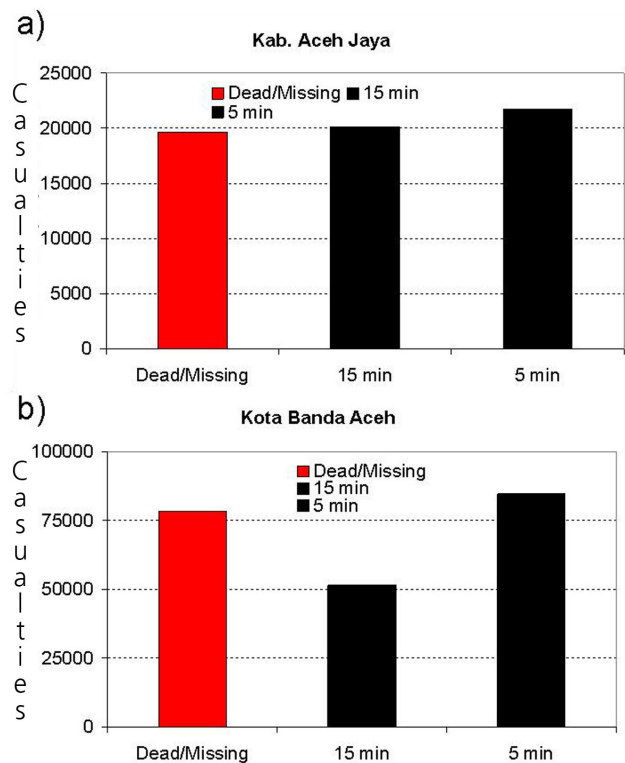 a)
Kab. Aceh Jaya
Casualties
25000
20000
15000
10000
5000
0
Dead/Missing 15 min
5 min
Dead/Missing 15 min 5 min
b)
Kota Banda Aceh
Casualties
100000
75000
50000
25000
0
Dead/Missing
15 min
5 min
Dead/Missing 15 min 5 min